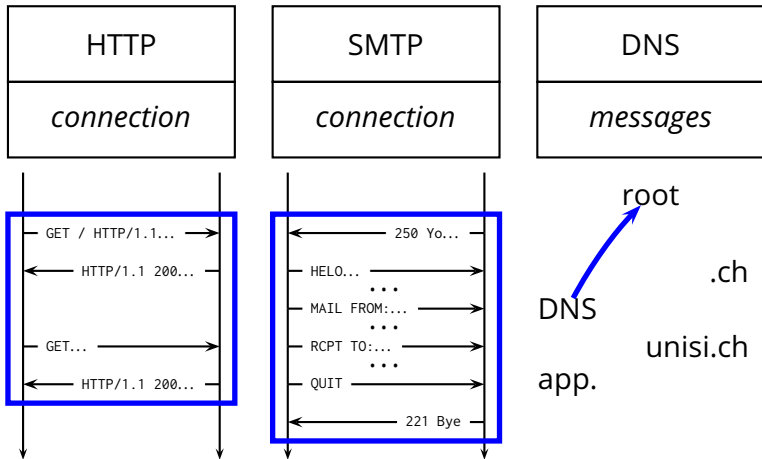 HTTP
connection
GET / HTTP/1.1...
HTTP/1.1 200...
GET...
HTTP/1.1 200...
SMTP
connection
250 Yo...
HELO...
...
MAIL FROM:...
...
RCPT TO:...
...
QUIT
221 Bye
DNS
messages
root
.ch
DNS
unisi.ch
app.